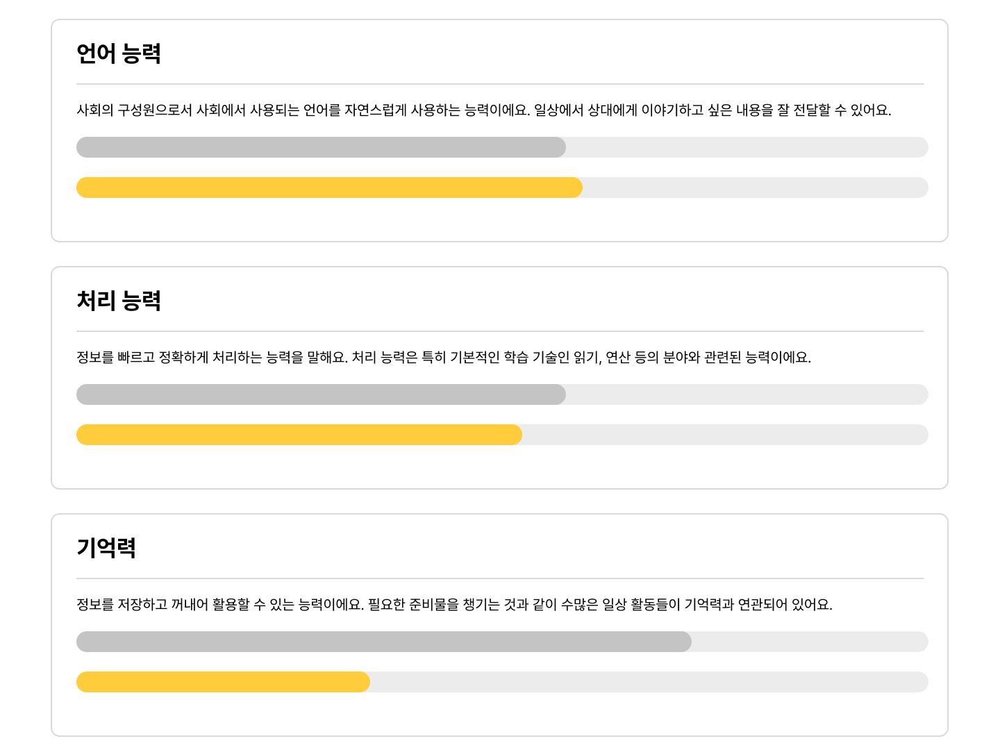 언어 능력
사회의 구성원으로서 사회에서 사용되는 언어를 자연스럽게 사용하는 능력이에요. 일상에서 상대에게 이야기하고 싶은 내용을 잘 전달할 수 있어요.
처리 능력
정보를 빠르고 정확하게 처리하는 능력을 말해요. 처리 능력은 특히 기본적인 학습 기술인 읽기, 연산 등의 분야와 관련된 능력이에요.
기억력
정보를 저장하고 꺼내어 활용할 수 있는 능력이에요. 필요한 준비물을 챙기는 것과 같이 수많은 일상 활동들이 기억력과 연관되어 있어요.